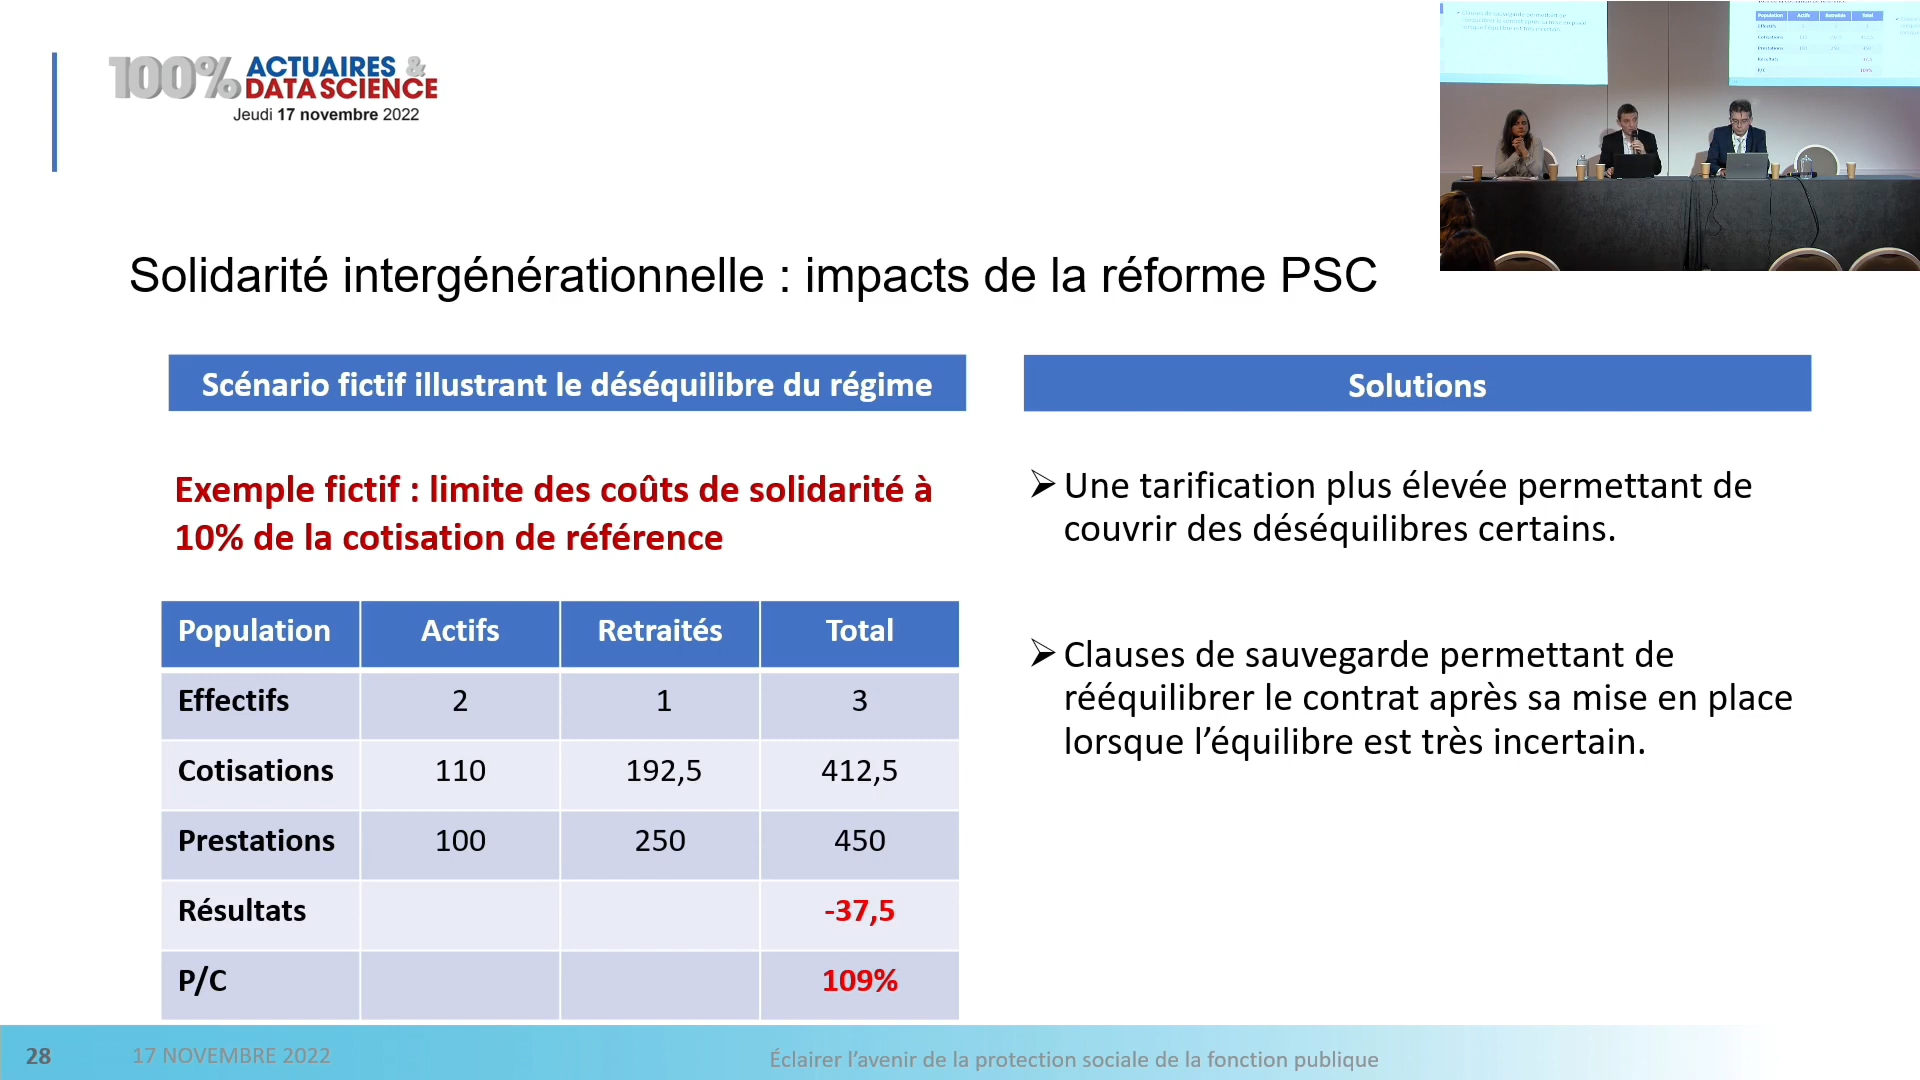 100% ACTUAIRES &
DATA SCIENCE
Jeudi 17 novembre 2022
Solidarité intergénérationnelle : impacts de la réforme PSC
Scénario fictif illustrant le déséquilibre du régime
Exemple fictif : limite des coûts de solidarité à
10% de la cotisation de référence
Population Actifs Retraités Total
Effectifs 2 1 3
Cotisations 110 192,5 412,5
Prestations 100 250 450
Résultats -37,5
P/C 109%
Solutions
➢ Une tarification plus élevée permettant de
couvrir des déséquilibres certains.
➢ Clauses de sauvegarde permettant de
rééquilibrer le contrat après sa mise en place
lorsque l’équilibre est très incertain.
28 17 NOVEMBRE 2022 Éclairer l’avenir de la protection sociale de la fonction publique